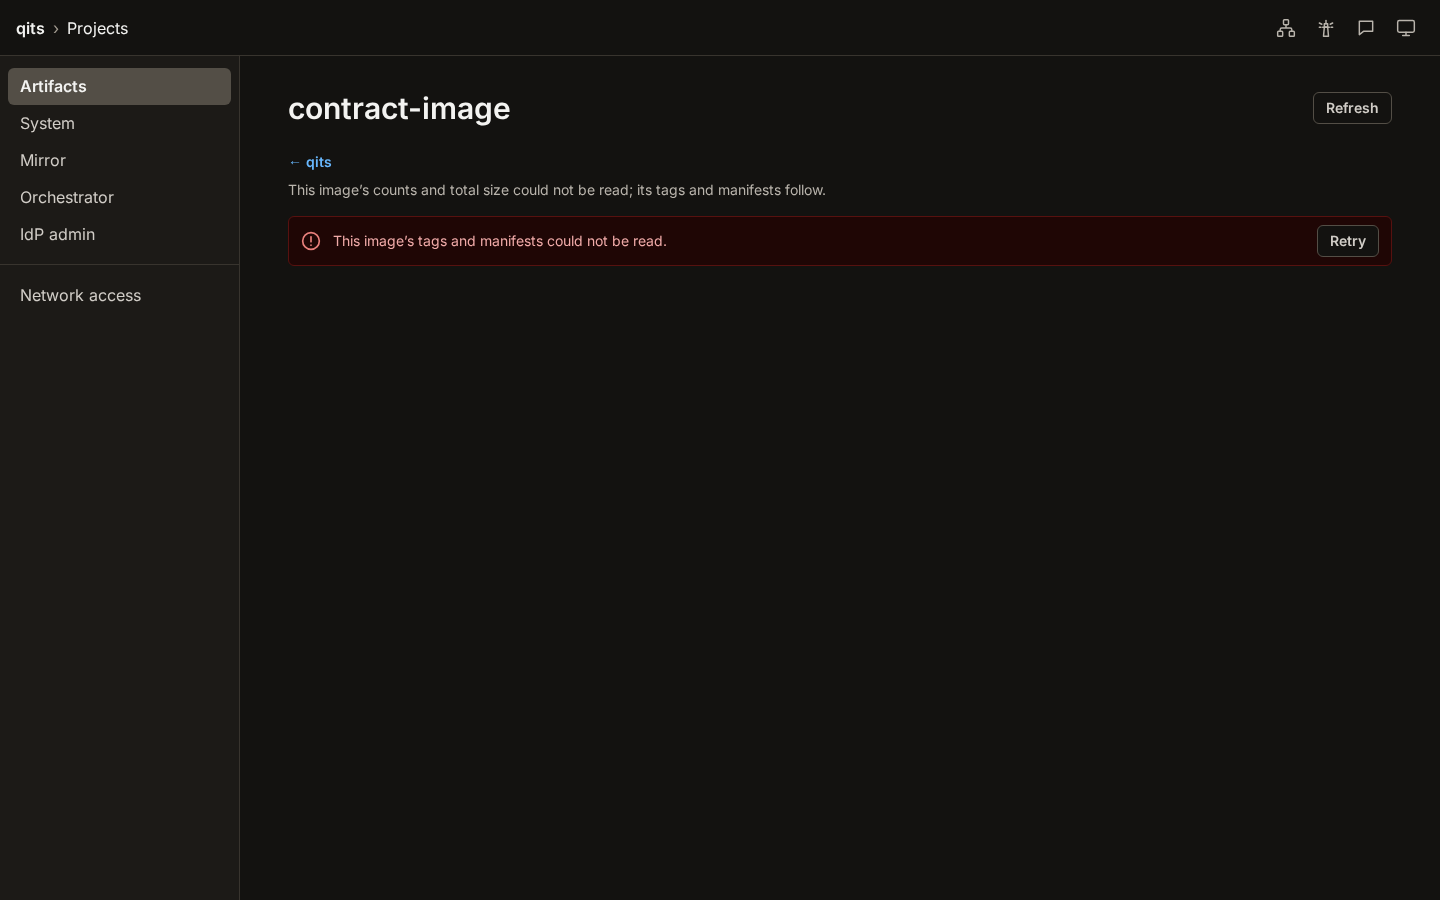 qits › Projects
Artifacts
System
Mirror
Orchestrator
IdP admin
Network access
contract-image
Refresh
← qits
This image’s counts and total size could not be read; its tags and manifests follow.
This image’s tags and manifests could not be read.
Retry